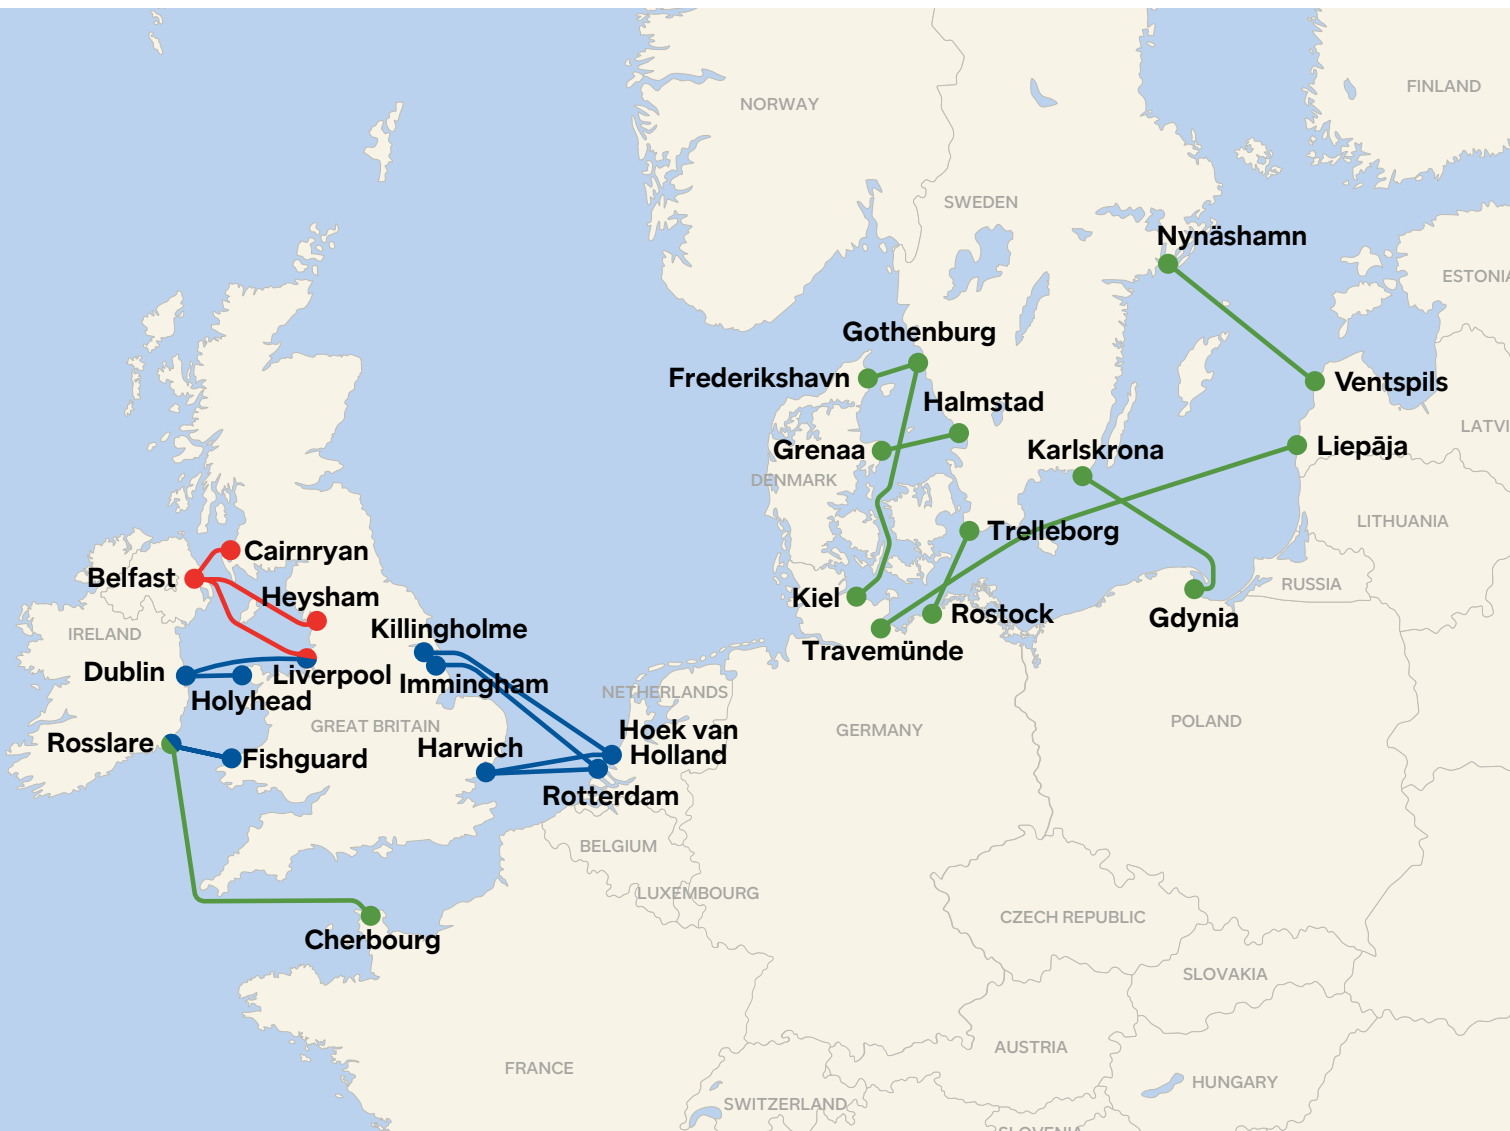 FINLAND
NORWAY
SWEDEN
Nynäshamn
ESTONIA
Gothenburg
Frederikshavn
Ventspils
Halmstad
LATVI
Grenaa
Karlskrona
Liepāja
DENMARK
LITHUANIA
Trelleborg
Cairnryan
Belfast
RUSSIA
Heysham
Kiel
Rostock
Gdynia
Killingholme
IRELAND
Travemünde
Dublin
Liverpool
Immingham
NETHERLANDS
Holyhead
GREAT BRITAIN
POLAND
GERMANY
Hoek van
Holland
Rosslare
Harwich
Fishguard
Rotterdam
BELGIUM
LUXEMBOURG
CZECH REPUBLIC
Cherbourg
SLOVAKIA
AUSTRIA
FRANCE
HUNGARY
SWITZERLAND
SLOVENIA